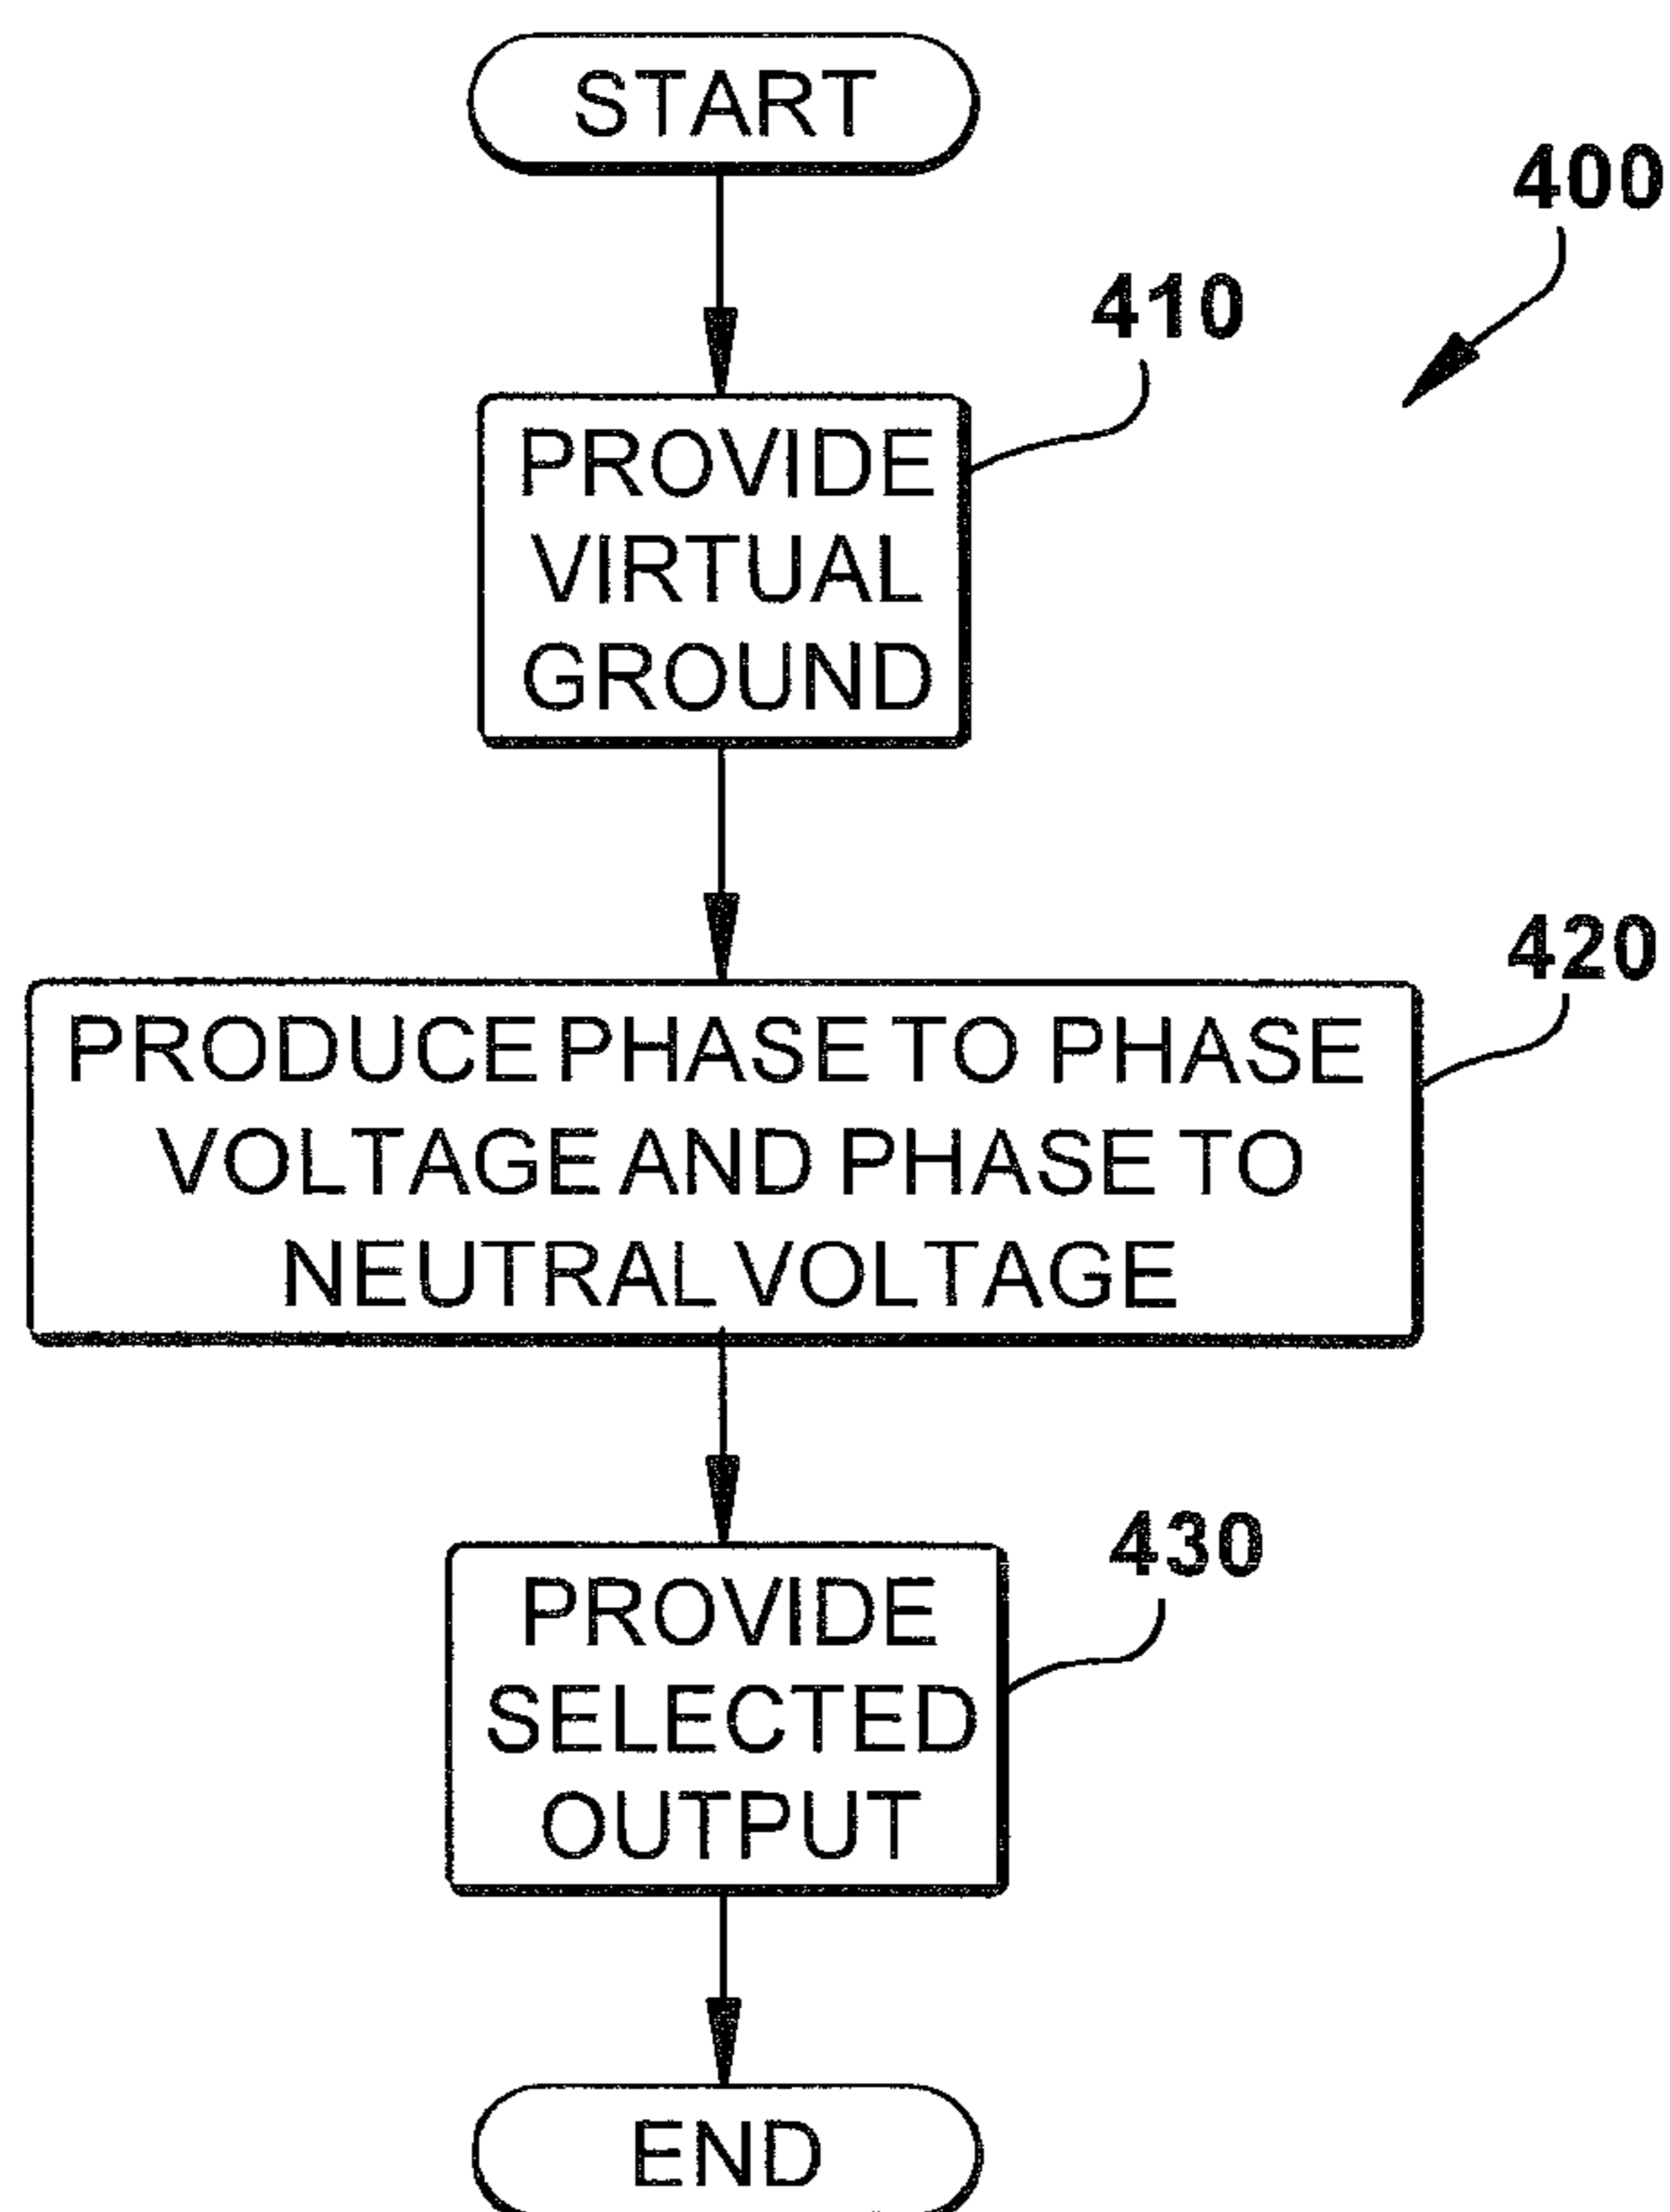 START
400
410
PROVIDE
VIRTUAL
GROUND
420
PRODUCE PHASE TO PHASE
VOLTAGE AND PHASE TO
NEUTRAL VOLTAGE
430
PROVIDE
SELECTED
OUTPUT
END